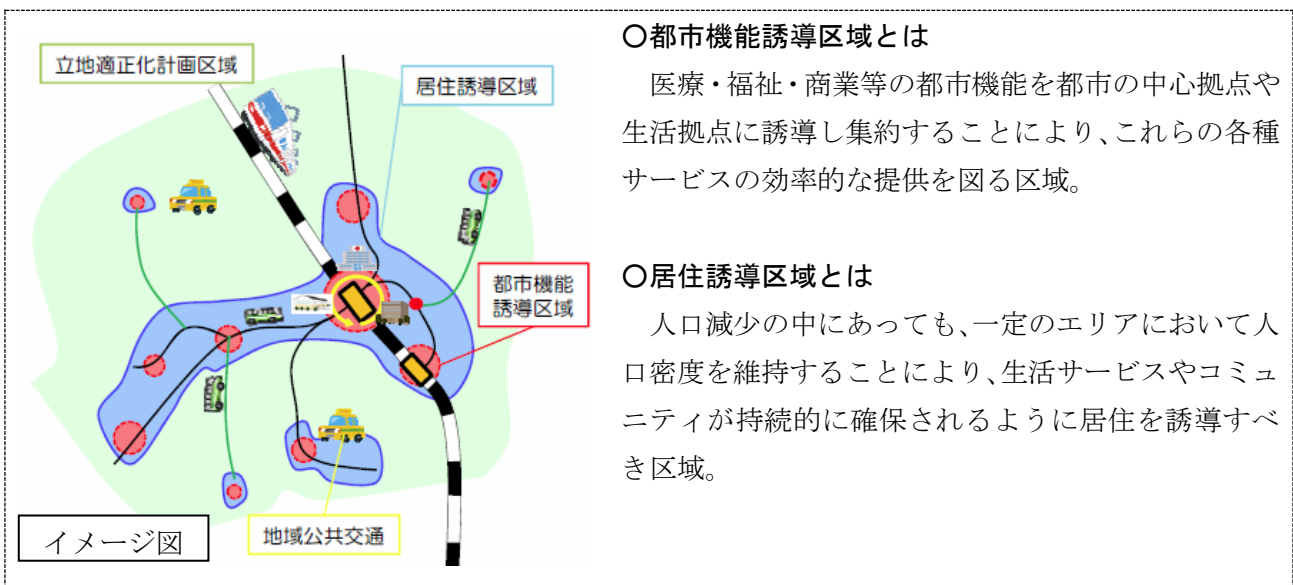 立地適正化計画区域
居住誘導区域
都市機能
誘導区域
地域公共交通
イメージ図
〇都市機能誘導区域とは
医療・福祉・商業等の都市機能を都市の中心拠点や
生活拠点に誘導し集約することにより、これらの各種
サービスの効率的な提供を図る区域。
〇居住誘導区域とは
人口減少の中にあっても、一定のエリアにおいて人
口密度を維持することにより、生活サービスやコミュ
ニティが持続的に確保されるように居住を誘導すべ
き区域。